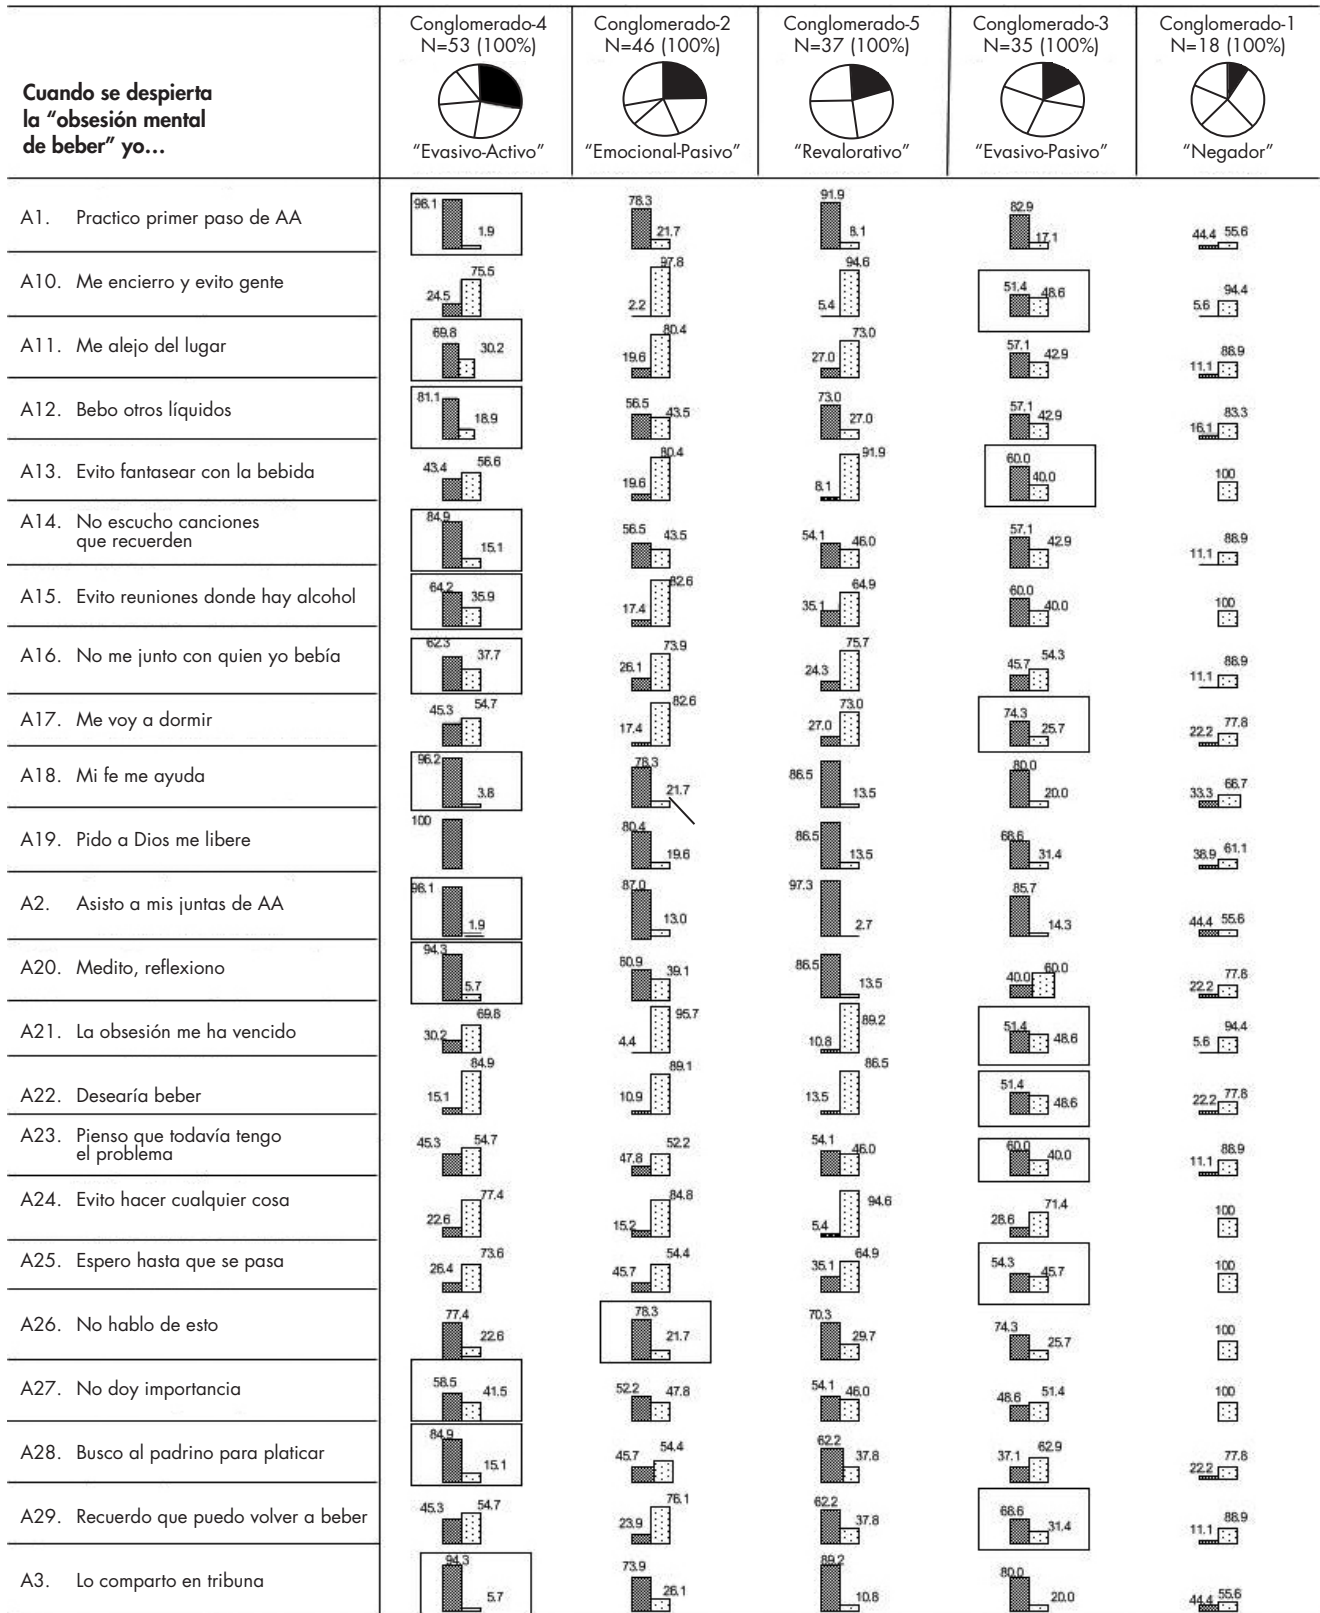 Conglomerado-4 Conglomerado-2 Conglomerado-5 Conglomerado-3 Conglomerado-1
N=53 (100%) N=46 (100%) N=37 (100%) N=35 (100%) N=18 (100%)
Cuando se despierta
la “obsesión mental
de beber” yo...
“Evasivo-Activo” “Emocional-Pasivo” “Revalorativo” “Evasivo-Pasivo” “Negador”
A1. Practico primer paso de AA 98.1 1.9 78.3 21.7 91.9 8.1 82.9 17.1 44.4 55.6
A10. Me encierro y evito gente 24.5 75.5 2.2 97.8 5.4 94.6 51.4 48.6 5.6 94.4
A11. Me alejo del lugar 69.8 30.2 19.6 80.4 27.0 73.0 57.1 42.9 11.1 88.9
A12. Bebo otros líquidos 81.1 18.9 56.5 43.5 73.0 27.0 57.1 42.9 16.1 83.3
A13. Evito fantasear con la bebida 43.4 56.6 19.6 80.4 8.1 91.9 60.0 40.0 100
A14. No escucho canciones
que recuerden 84.9 15.1 56.5 43.5 54.1 46.0 57.1 42.9 11.1 88.9
A15. Evito reuniones donde hay alcohol 64.2 35.9 17.4 82.6 35.1 64.9 60.0 40.0 100
A16. No me junto con quien yo bebía 62.3 37.7 26.1 73.9 24.3 75.7 45.7 54.3 11.1 88.9
A17. Me voy a dormir 45.3 54.7 17.4 82.6 27.0 73.0 74.3 25.7 22.2 77.8
A18. Mi fe me ayuda 96.2 3.8 78.3 21.7 86.5 13.5 80.0 20.0 33.3 66.7
A19. Pido a Dios me libere 100 80.4 19.6 86.5 13.5 68.6 31.4 38.9 61.1
A2. Asisto a mis juntas de AA 98.1 1.9 87.0 13.0 97.3 2.7 85.7 14.3 44.4 55.6
A20. Medito, reflexiono 94.3 5.7 60.9 39.1 86.5 13.5 40.0 60.0 22.2 77.8
A21. La obsesión me ha vencido 30.2 69.8 4.4 95.7 10.8 89.2 51.4 48.6 5.6 94.4
A22. Desearía beber 15.1 84.9 10.9 89.1 13.5 86.5 51.4 48.6 22.2 77.8
A23. Pienso que todavía tengo
el problema 45.3 54.7 47.8 52.2 54.1 46.0 60.0 40.0 11.1 88.9
A24. Evito hacer cualquier cosa 22.6 77.4 15.2 84.8 5.4 94.6 28.6 71.4 100
A25. Espero hasta que se pasa 26.4 73.6 45.7 54.4 35.1 64.9 54.3 45.7 100
A26. No hablo de esto 77.4 22.6 78.3 21.7 70.3 29.7 74.3 25.7 100
A27. No doy importancia 58.5 41.5 52.2 47.8 54.1 46.0 48.6 51.4 100
A28. Busco al padrino para platicar 84.9 15.1 45.7 54.4 62.2 37.8 37.1 62.9 22.2 77.8
A29. Recuerdo que puedo volver a beber 45.3 54.7 23.9 76.1 62.2 37.8 68.6 31.4 11.1 88.9
A3. Lo comparto en tribuna 94.3 5.7 73.9 26.1 89.2 10.8 80.0 20.0 44.4 55.6